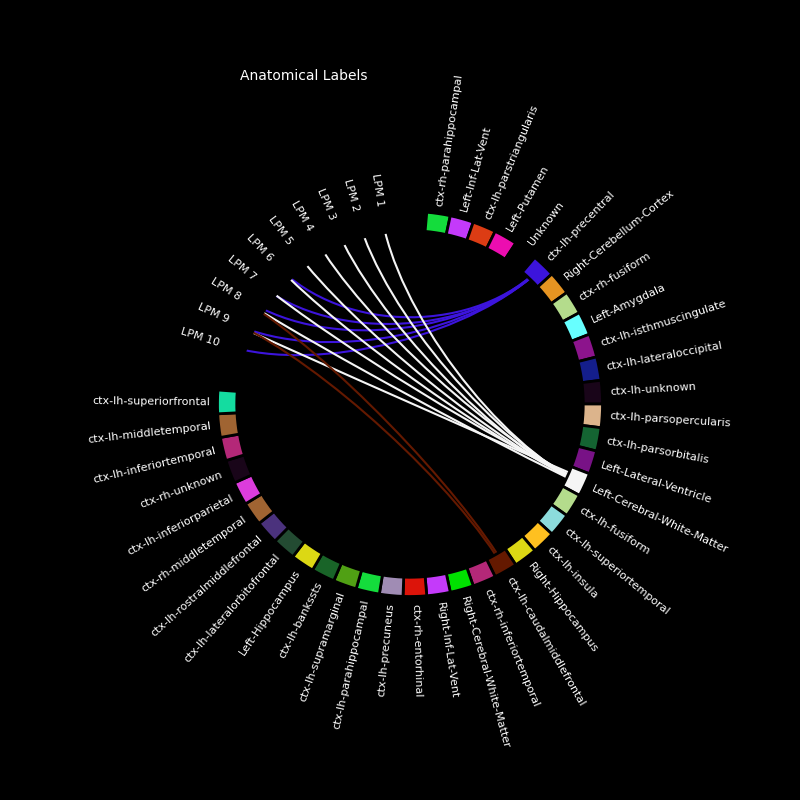 Anatomical Labels
LPM 1
LPM 2
LPM 3
LPM 4
LPM 5
LPM 6
LPM 7
LPM 8
LPM 9
LPM 10
ctx-rh-parahippocampal
Left-Inf-Lat-Vent
ctx-lh-parstriangularis
Left-Putamen
Unknown
ctx-lh-precentral
Right-Cerebellum-Cortex
ctx-rh-fusiform
Left-Amygdala
ctx-lh-isthmuscingulate
ctx-lh-lateraloccipital
ctx-lh-unknown
ctx-lh-parsopercularis
ctx-lh-parsorbitalis
Left-Lateral-Ventricle
Left-Cerebral-White-Matter
ctx-lh-fusiform
ctx-lh-superiortemporal
ctx-lh-insula
Right-Hippocampus
ctx-lh-caudalmiddlefrontal
ctx-rh-inferiortemporal
Right-Cerebral-White-Matter
Right-Inf-Lat-Vent
ctx-rh-entorhinal
ctx-lh-precuneus
ctx-lh-parahippocampal
ctx-lh-supramarginal
ctx-lh-bankssts
Left-Hippocampus
ctx-lh-lateralorbitofrontal
ctx-lh-rostralmiddlefrontal
ctx-rh-middletemporal
ctx-lh-inferiorparietal
ctx-rh-unknown
ctx-lh-inferiortemporal
ctx-lh-middletemporal
ctx-lh-superiorfrontal